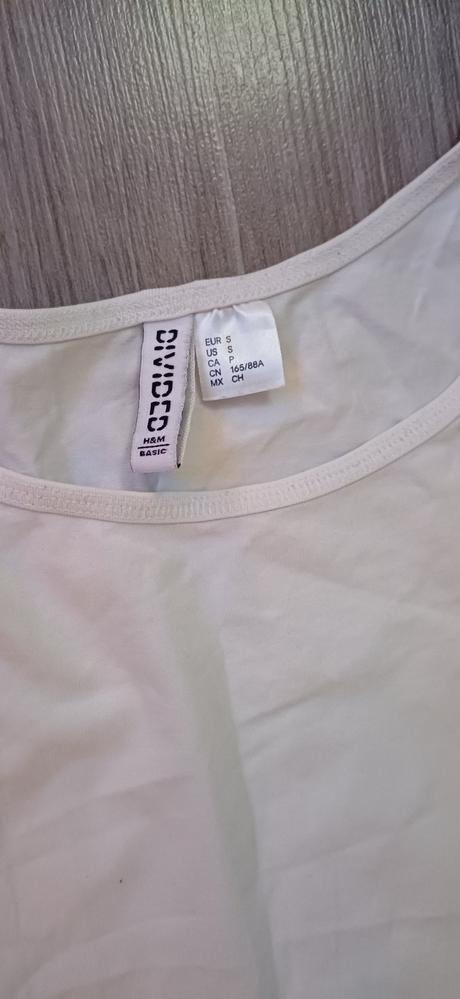 DIVIDED
H&M
BASIC
EUR S
US S
CA P
CN 165/88A
MX CH